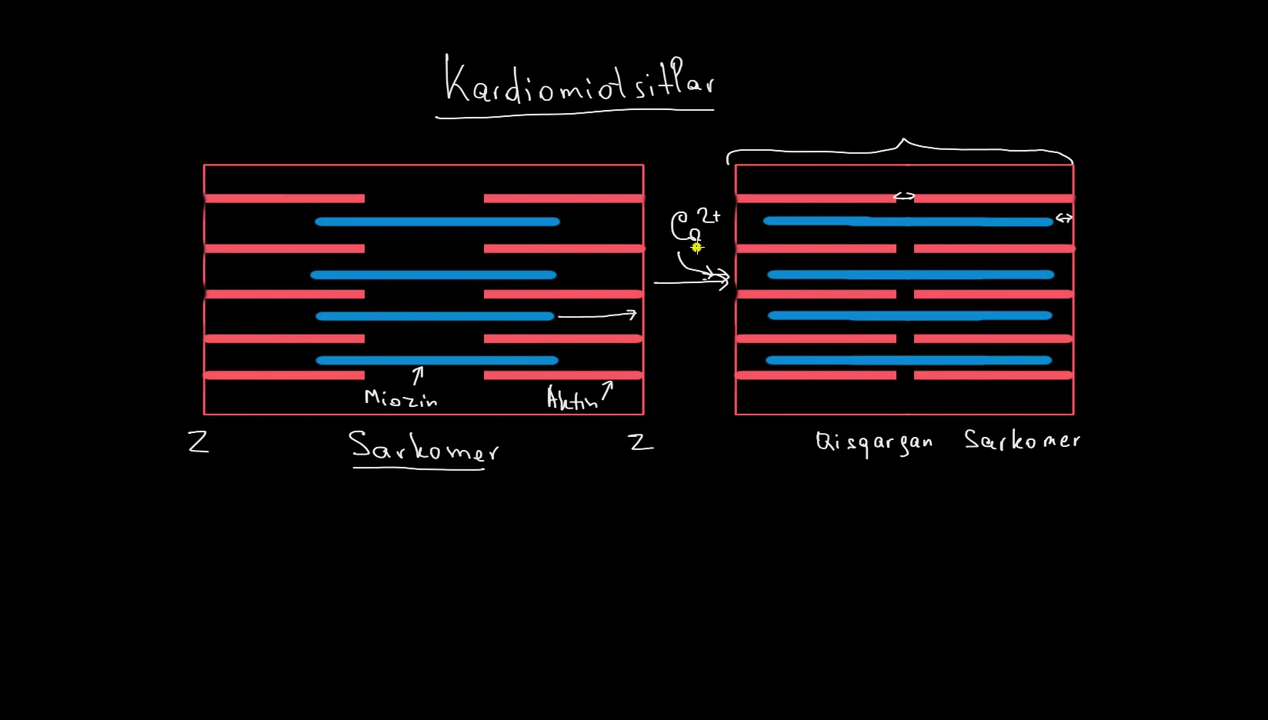 Kardiomiotsitlar
Ca2+
Miozin
Aktin
Z
Sarkomer
Z
Qisqargan Sarkomer